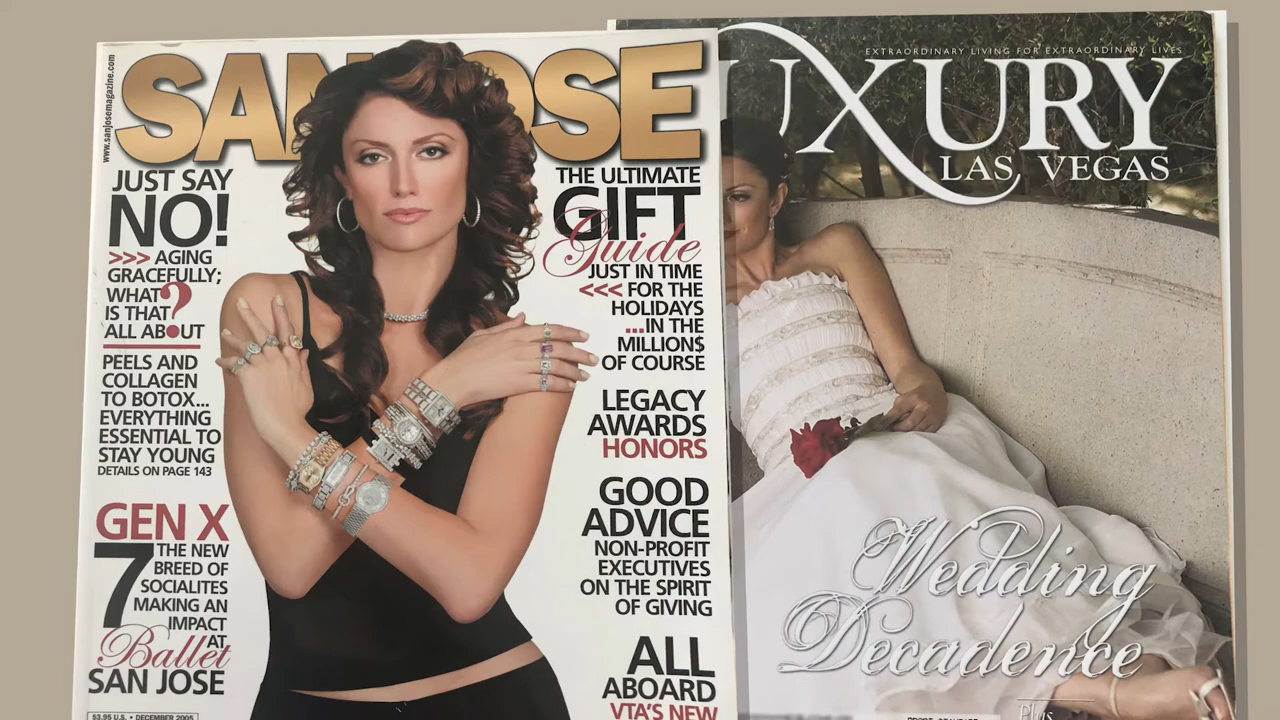 www.sanjosemagazine.com
SAN JOSE
JUST SAY
NO!
>>> AGING
GRACEFULLY;
WHAT?
IS THAT
ALL ABOUT
PEELS AND
COLLAGEN
TO BOTOX...
EVERYTHING
ESSENTIAL TO
STAY YOUNG
DETAILS ON PAGE 143
GEN X
7 THE NEW
BREED OF
SOCIALITES
MAKING AN
IMPACT
AT
Ballet
SAN JOSE
$3.95 U.S. • DECEMBER 2005
THE ULTIMATE
GIFT
Guide
JUST IN TIME
<<< FOR THE
HOLIDAYS
...IN THE
MILLION$
OF COURSE
LEGACY
AWARDS
HONORS
GOOD
ADVICE
NON-PROFIT
EXECUTIVES
ON THE SPIRIT
OF GIVING
ALL
ABOARD
VTA'S NEW
EXTRAORDINARY LIVING FOR EXTRAORDINARY LIVES
UXURY
LAS VEGAS
Wedding
Decadence
Plus